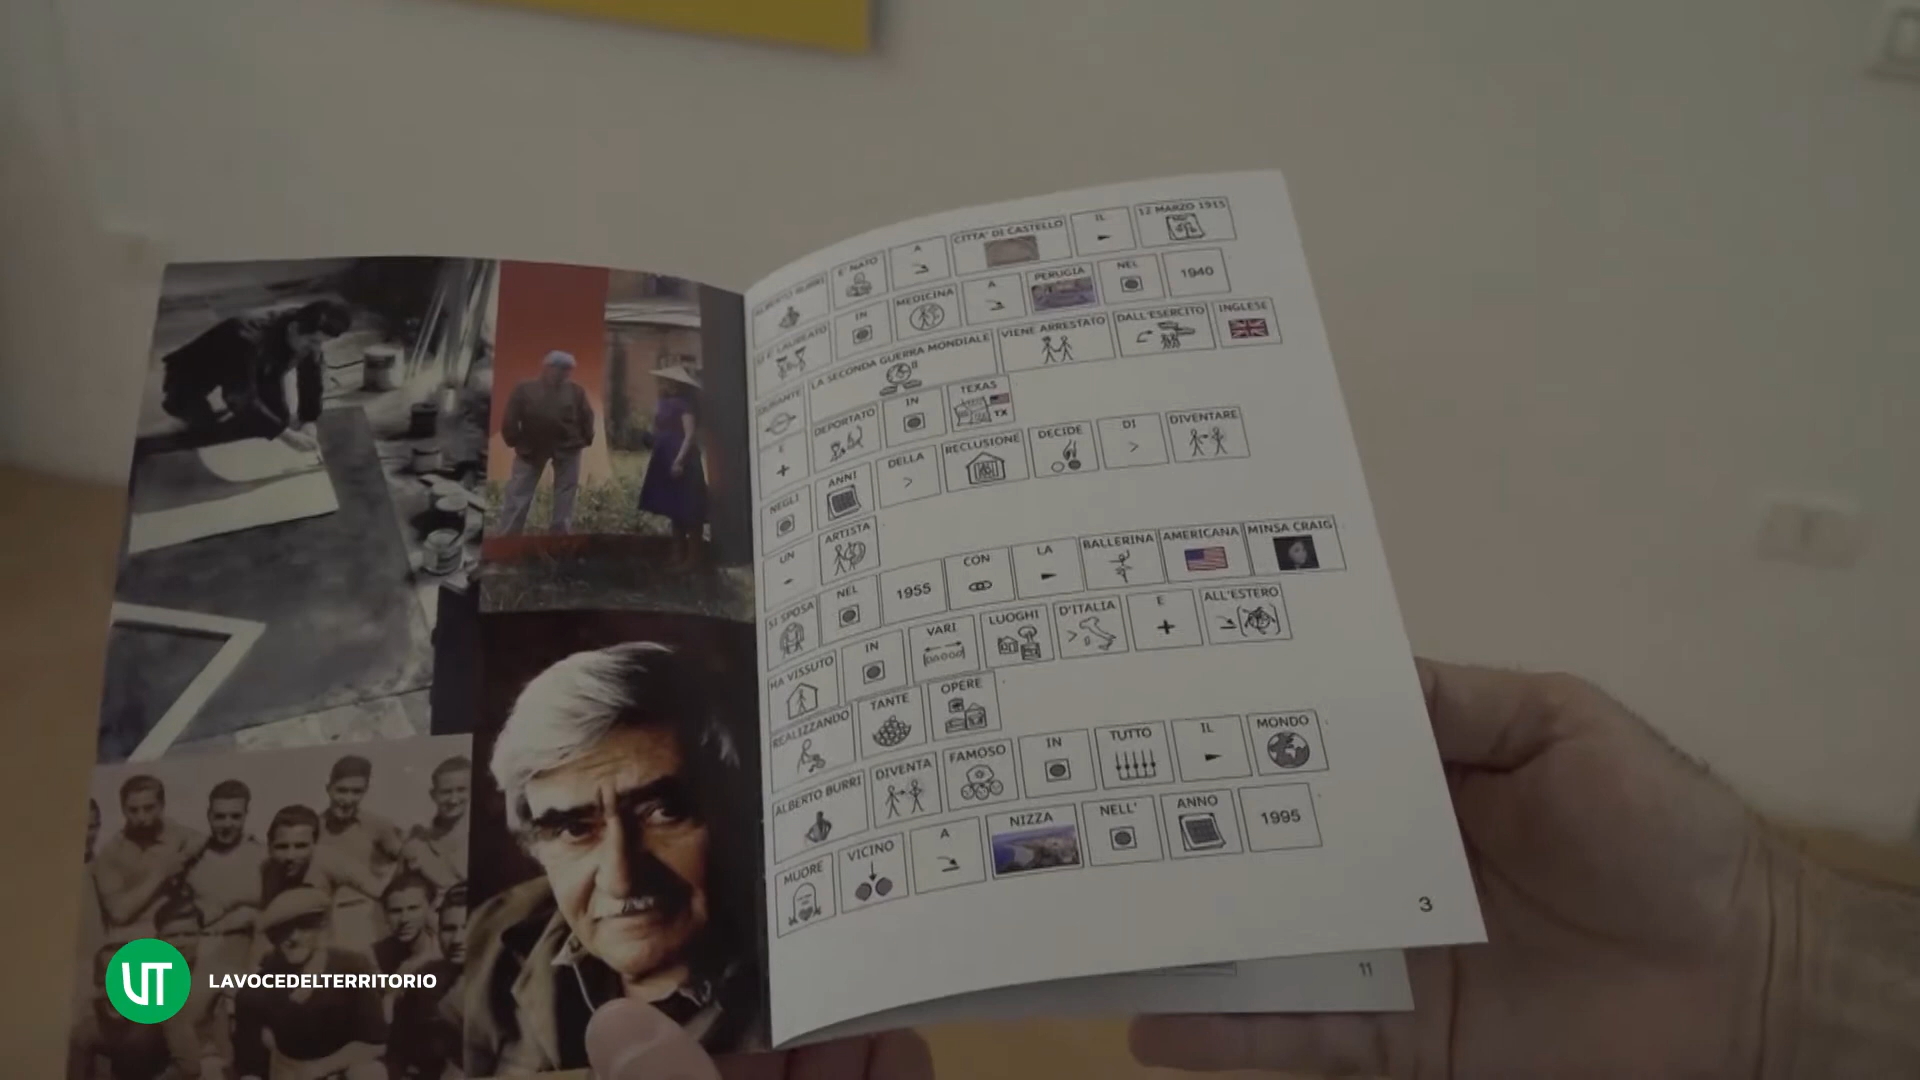 ALBERTO BURRI E' NATO A CITTA' DI CASTELLO IL 12 MARZO 1915
SI E' LAUREATO IN MEDICINA A PERUGIA NEL 1940
DURANTE LA SECONDA GUERRA MONDIALE VIENE ARRESTATO DALL'ESERCITO INGLESE
E DEPORTATO IN TEXAS TX
NEGLI ANNI DELLA RECLUSIONE DECIDE DI DIVENTARE
UN ARTISTA
SI SPOSA NEL 1955 CON LA BALLERINA AMERICANA MINSA CRAIG
HA VISSUTO IN VARI LUOGHI D'ITALIA E ALL'ESTERO
REALIZZANDO TANTE OPERE
ALBERTO BURRI DIVENTA FAMOSO IN TUTTO IL MONDO
MUORE VICINO A NIZZA NELL' ANNO 1995
3
11
VT LAVOCEDELTERRITORIO